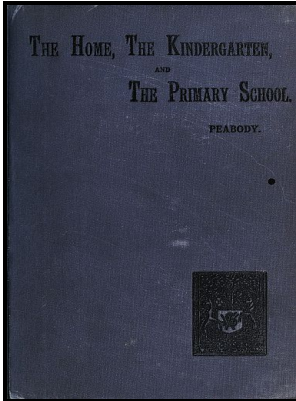 The Home, The Kindergarten,
AND
The Primary School.
PEABODY.